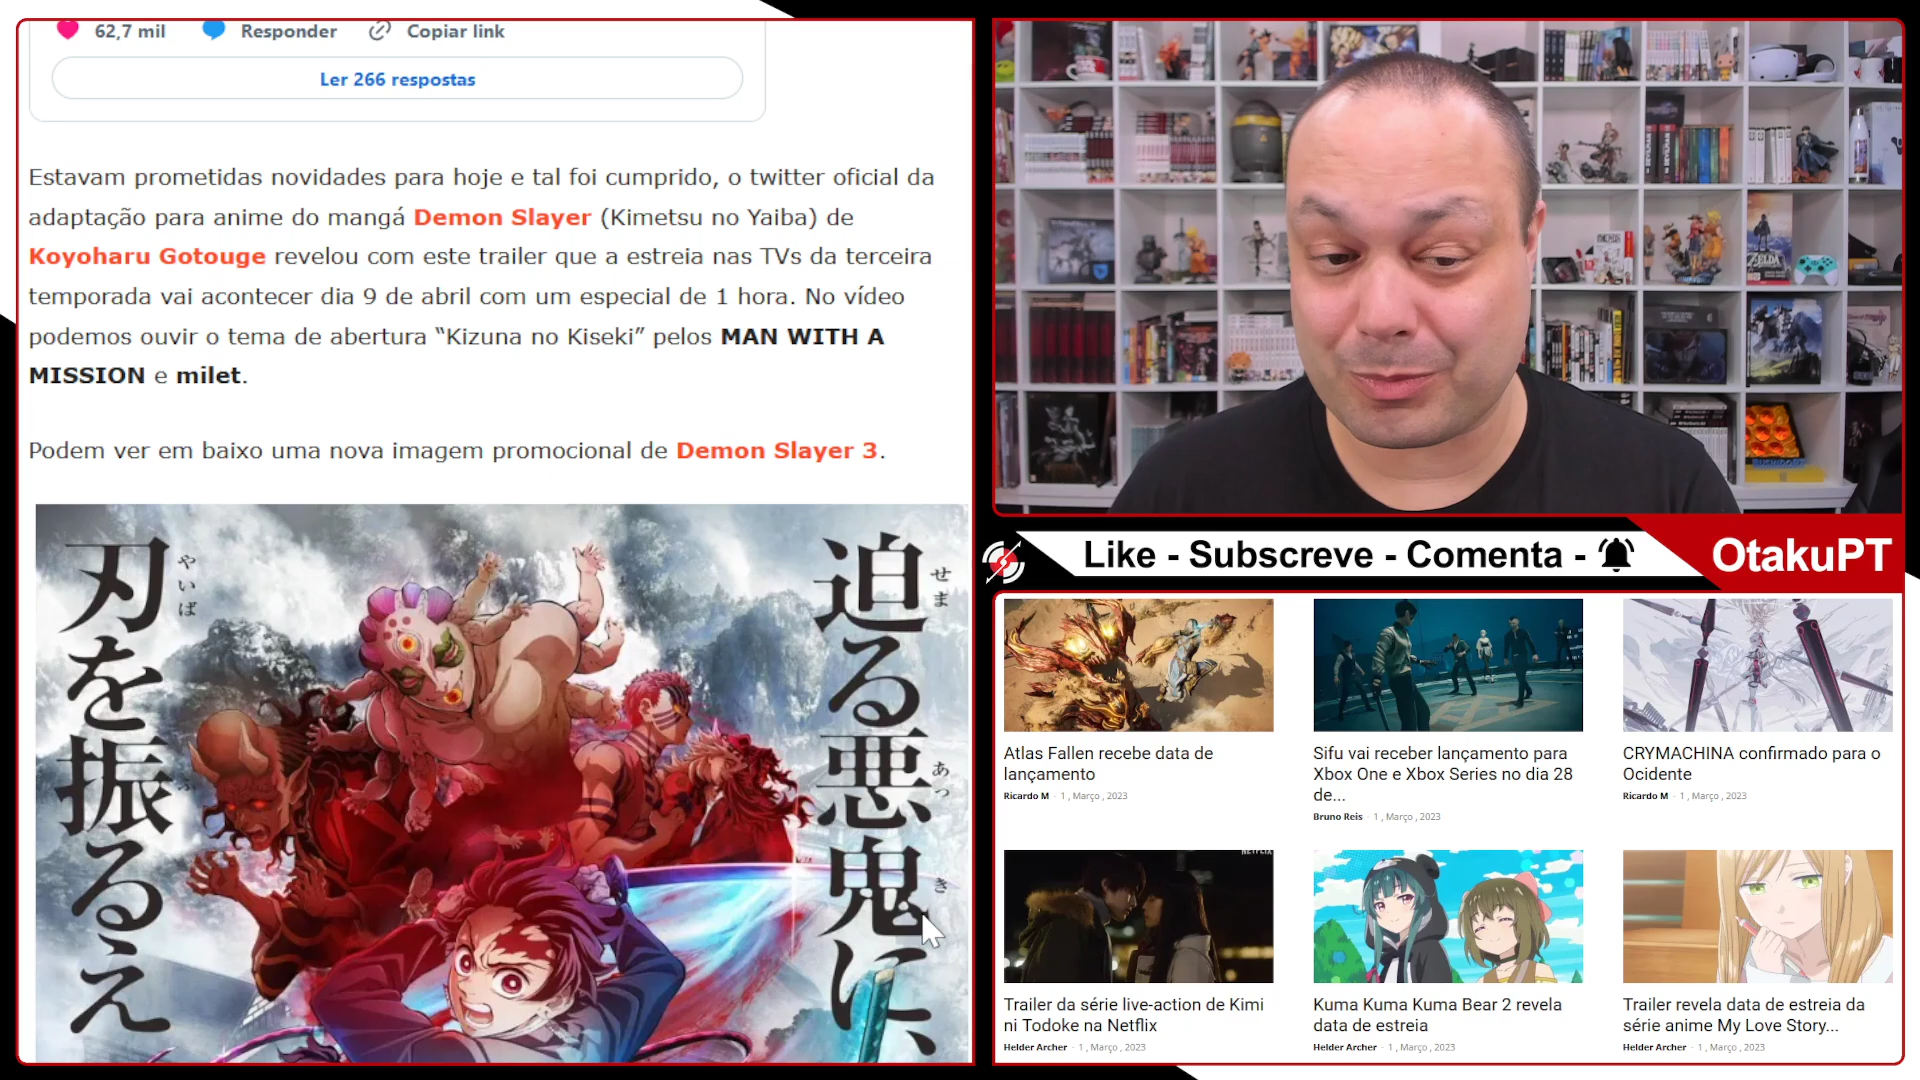 62,7 mil Responder Copiar link
Ler 266 respostas
Estavam prometidas novidades para hoje e tal foi cumprido, o twitter oficial da
adaptação para anime do mangá Demon Slayer (Kimetsu no Yaiba) de
Koyoharu Gotouge revelou com este trailer que a estreia nas TVs da terceira
temporada vai acontecer dia 9 de abril com um especial de 1 hora. No vídeo
podemos ouvir o tema de abertura “Kizuna no Kiseki” pelos MAN WITH A
MISSION e milet.
Podem ver em baixo uma nova imagem promocional de Demon Slayer 3.
迫る悪鬼に、
せま
あっ
き
刃を振るえ
やいば
ふ
Like - Subscreve - Comenta -
OtakuPT
Atlas Fallen recebe data de
lançamento
Ricardo M - 1 , Março , 2023
Sifu vai receber lançamento para
Xbox One e Xbox Series no dia 28
de...
Bruno Reis - 1 , Março , 2023
CRYMACHINA confirmado para o
Ocidente
Ricardo M - 1 , Março , 2023
NETFLIX
Trailer da série live-action de Kimi
ni Todoke na Netflix
Helder Archer - 1 , Março , 2023
Kuma Kuma Kuma Bear 2 revela
data de estreia
Helder Archer - 1 , Março , 2023
Trailer revela data de estreia da
série anime My Love Story...
Helder Archer - 1 , Março , 2023